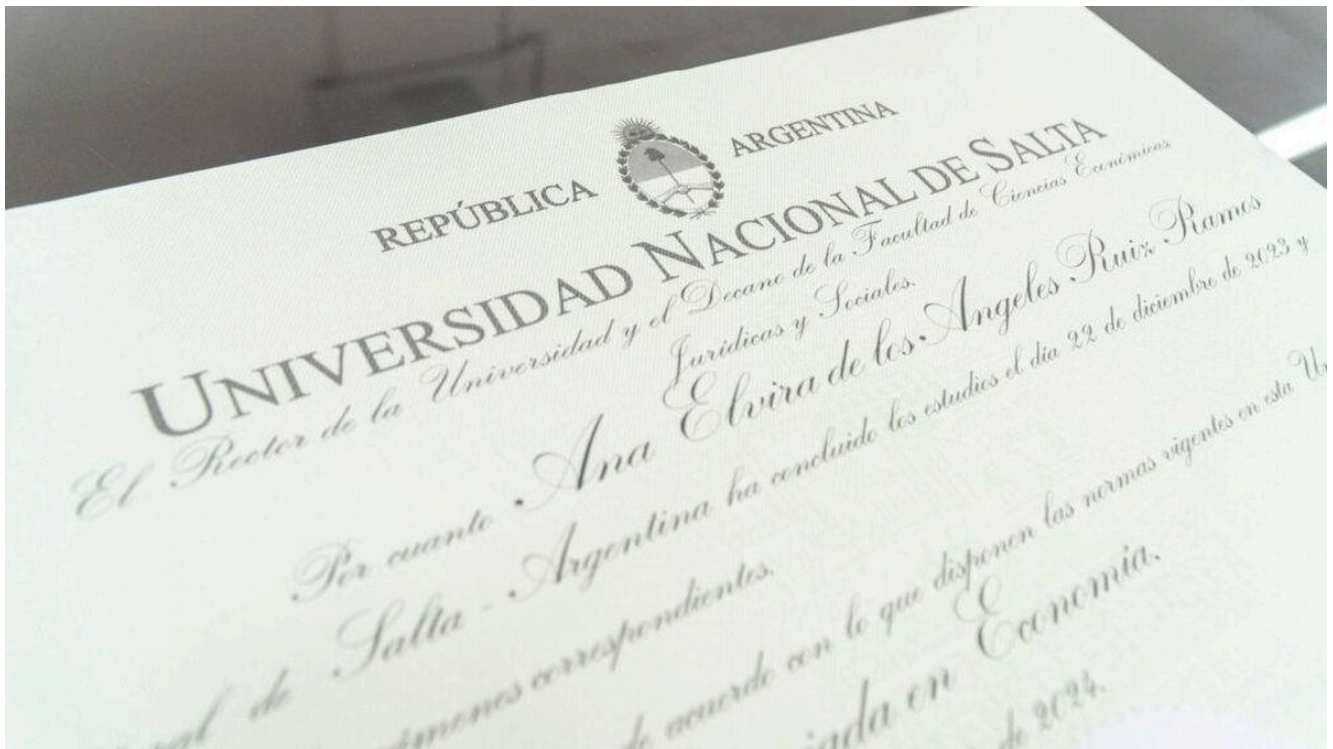 REPÚBLICA ARGENTINA
UNIVERSIDAD NACIONAL DE SALTA
El Rector de la Universidad y el Decano de la Facultad de Ciencias Económicas
Jurídicas y Sociales.
Por cuanto Ana Elvira de los Angeles Ruiz Ramos
de Salta - Argentina ha concluido los estudios el día 22 de diciembre de 2023 y
correspondientes.
de acuerdo con lo que disponen las normas vigentes en esta
en Economía.
de 2024.